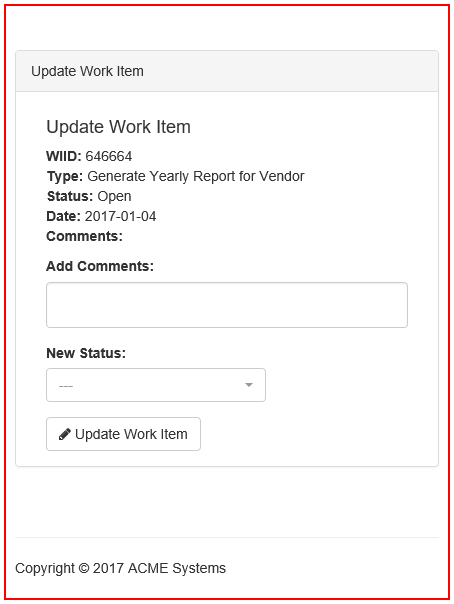 Update Work Item
Update Work Item
WIID: 646664
Type: Generate Yearly Report for Vendor
Status: Open
Date: 2017-01-04
Comments:
Add Comments:
New Status:
---
Update Work Item
Copyright © 2017 ACME Systems